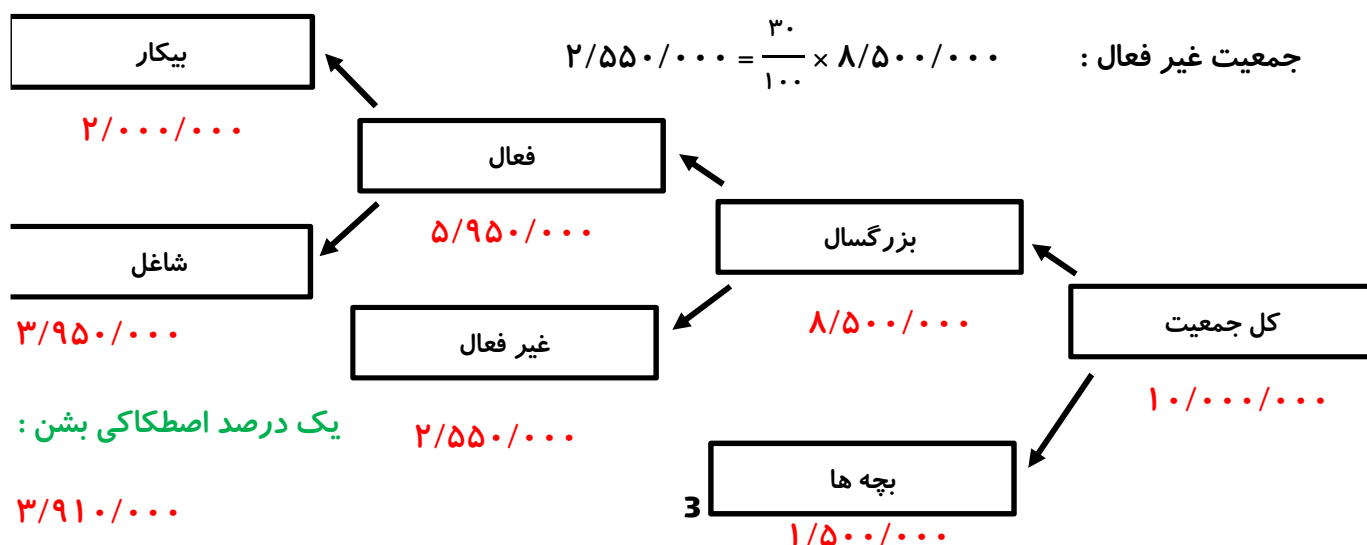 جمعیت غیر فعال : ۸/۵۰۰/۰۰۰ × ۳۰/۱۰۰ = ۲/۵۵۰/۰۰۰
کل جمعیت
۱۰/۰۰۰/۰۰۰
بزرگسال
۸/۵۰۰/۰۰۰
بچه ها
۱/۵۰۰/۰۰۰
3
فعال
۵/۹۵۰/۰۰۰
غیر فعال
۲/۵۵۰/۰۰۰
بیکار
۲/۰۰۰/۰۰۰
شاغل
۳/۹۵۰/۰۰۰
یک درصد اصطکاکی بشن :
۳/۹۱۰/۰۰۰